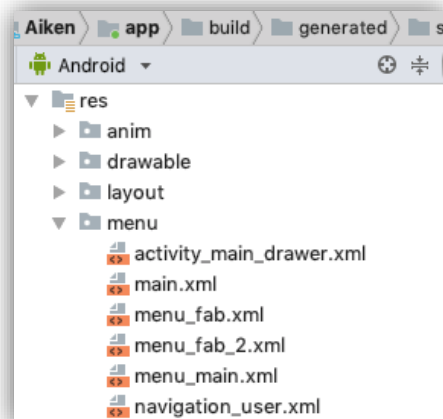 Aiken app build generated s
Android
res
anim
drawable
layout
menu
activity_main_drawer.xml
main.xml
menu_fab.xml
menu_fab_2.xml
menu_main.xml
navigation_user.xml